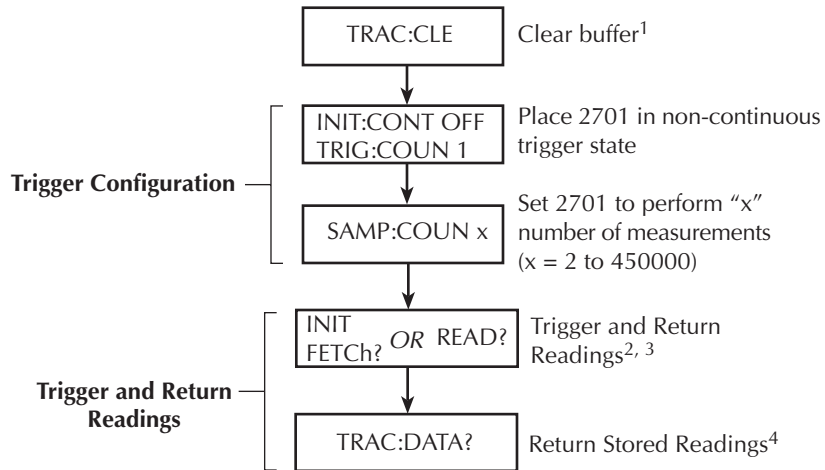 TRAC:CLE
Clear buffer1
Trigger Configuration
INIT:CONT OFF
TRIG:COUN 1
Place 2701 in non-continuous
trigger state
SAMP:COUN x
Set 2701 to perform “x”
number of measurements
(x = 2 to 450000)
Trigger and Return
Readings
INIT
FETCh?
OR
READ?
Trigger and Return
Readings2, 3
TRAC:DATA?
Return Stored Readings4